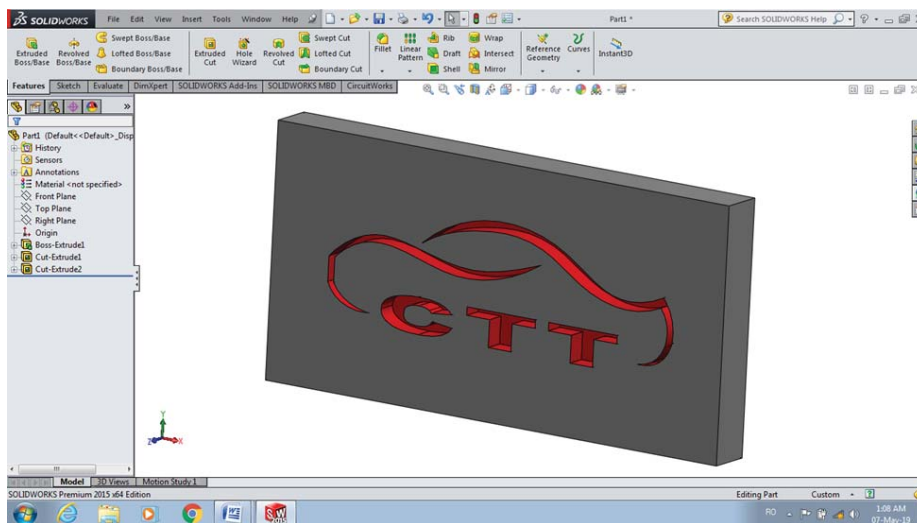 SOLIDWORKS File Edit View Insert Tools Window Help Part1 * Search SOLIDWORKS Help
Extruded Boss/Base
Revolved Boss/Base
Swept Boss/Base
Lofted Boss/Base
Boundary Boss/Base
Extruded Cut
Hole Wizard
Revolved Cut
Swept Cut
Lofted Cut
Boundary Cut
Fillet
Linear Pattern
Rib
Draft
Shell
Wrap
Intersect
Mirror
Reference Geometry
Curves
Instant3D
Features Sketch Evaluate DimXpert SOLIDWORKS Add-Ins SOLIDWORKS MBD CircuitWorks
Part1 (Default<<Default>_Disp
History
Sensors
Annotations
Material <not specified>
Front Plane
Top Plane
Right Plane
Origin
Boss-Extrude1
Cut-Extrude1
Cut-Extrude2
CTT
Y
Z X
Model 3D Views Motion Study 1
SOLIDWORKS Premium 2015 x64 Edition Editing Part Custom
RO 1:08 AM
07-May-19